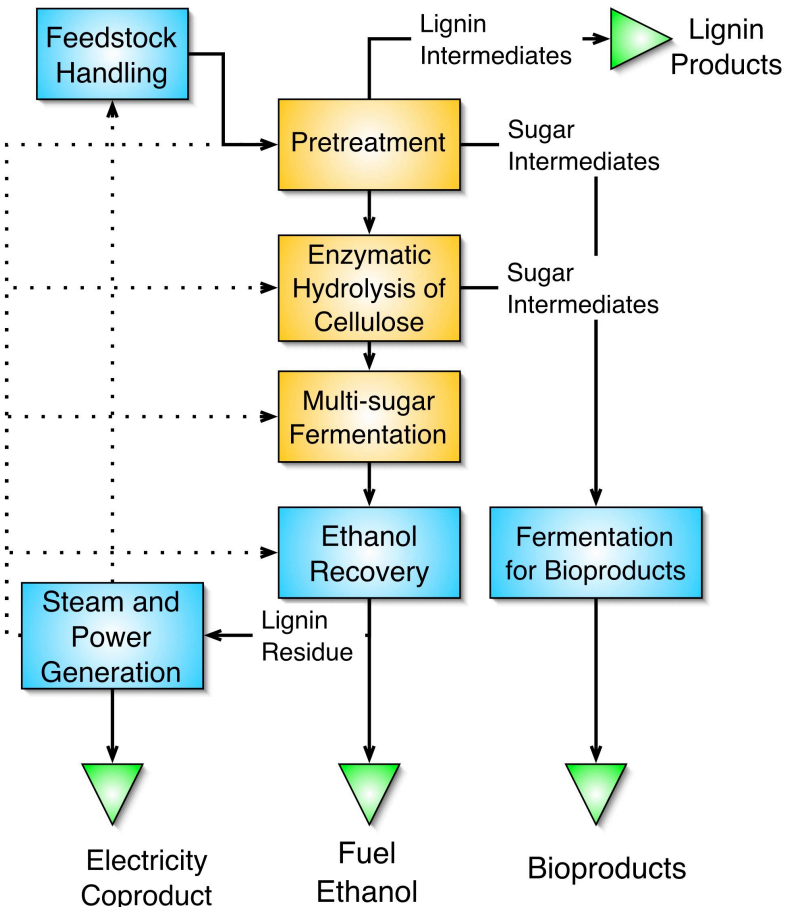 Feedstock
Handling
Lignin
Intermediates
Lignin
Products
Pretreatment
Sugar
Intermediates
Enzymatic
Hydrolysis of
Cellulose
Sugar
Intermediates
Multi-sugar
Fermentation
Ethanol
Recovery
Fermentation
for Bioproducts
Steam and
Power
Generation
Lignin
Residue
Electricity
Coproduct
Fuel
Ethanol
Bioproducts